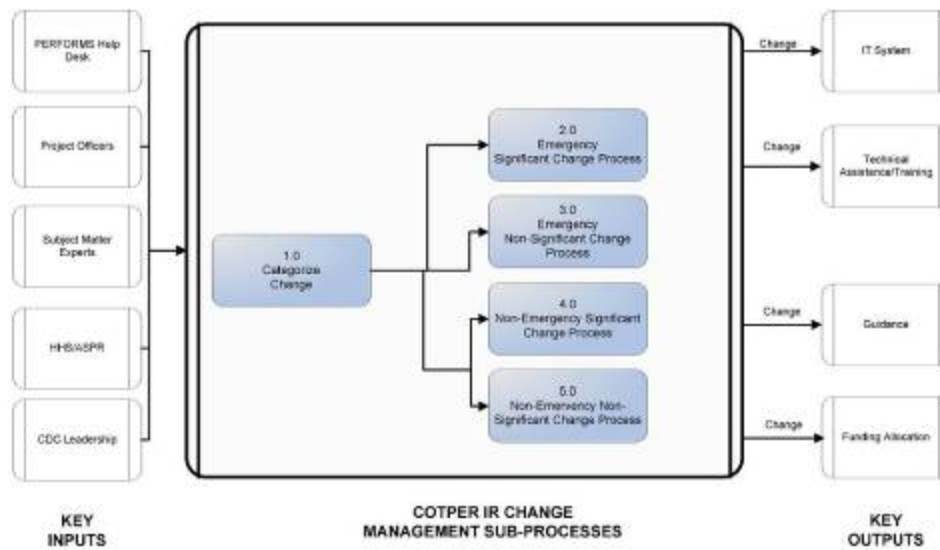 PERFORMS Help
Desk
Project Officers
Subject Matter
Experts
HHS/ASPR
CDC Leadership
KEY
INPUTS
1.0
Categorize
Change
2.0
Emergency
Significant Change Process
3.0
Emergency
Non-Significant Change
Process
4.0
Non-Emergency Significant
Change Process
5.0
Non-Emervency Non-
Significant Change Process
COTPER IR CHANGE
MANAGEMENT SUB-PROCESSES
Change
IT System
Change
Technical
Assistance/Training
Change
Guidance
Change
Funding Allocation
KEY
OUTPUTS